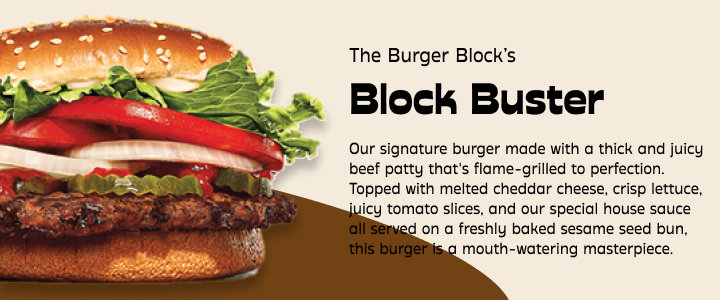 The Burger Block's
Block Buster
Our signature burger made with a thick and juicy
beef patty that's flame-grilled to perfection.
Topped with melted cheddar cheese, crisp lettuce,
juicy tomato slices, and our special house sauce
all served on a freshly baked sesame seed bun,
this burger is a mouth-watering masterpiece.